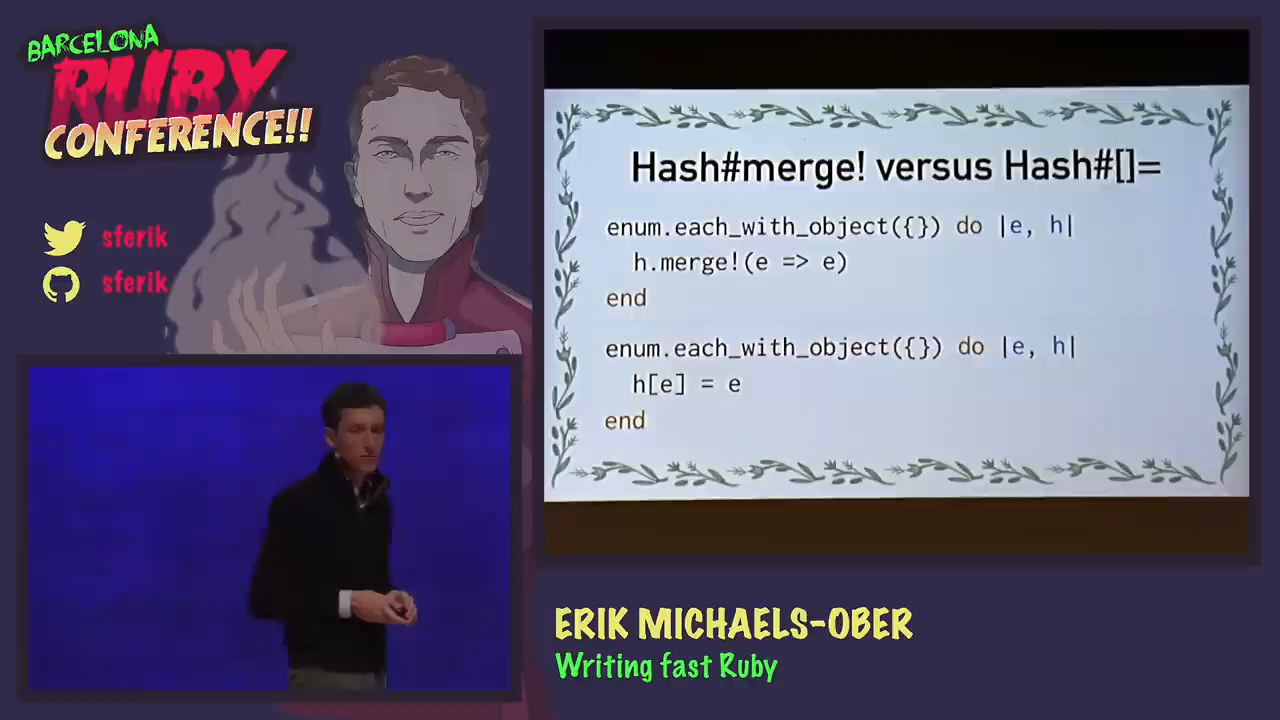 BARCELONA
RUBY
CONFERENCE!!
sferik
sferik
Hash#merge! versus Hash#[]=
enum.each_with_object({}) do |e, h|
h.merge!(e => e)
end
enum.each_with_object({}) do |e, h|
h[e] = e
end
ERIK MICHAELS-OBER
Writing fast Ruby